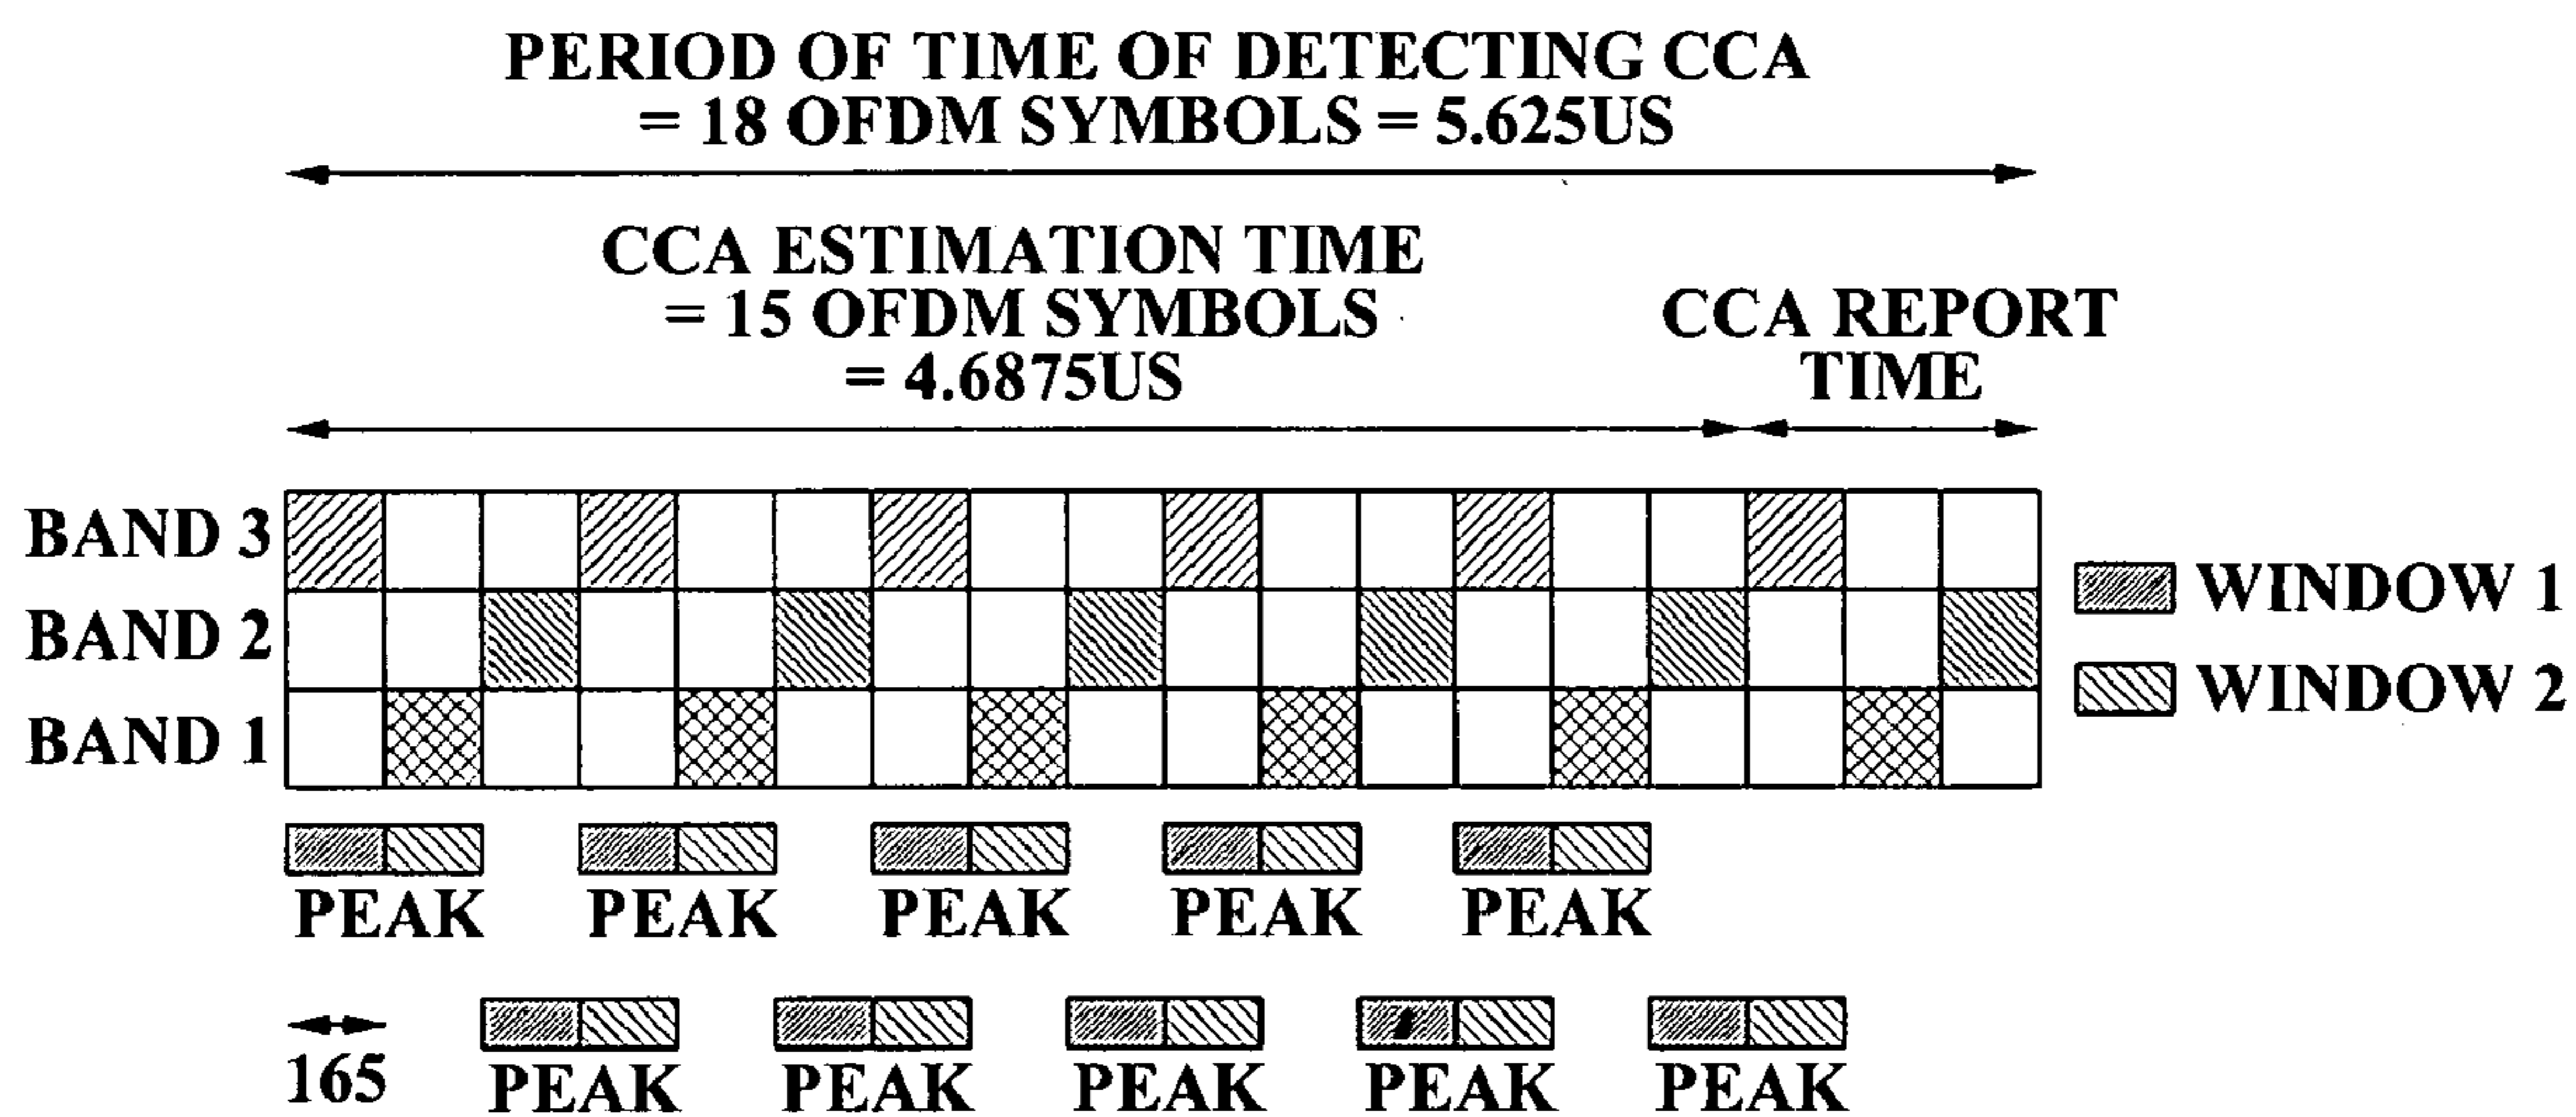 PERIOD OF TIME OF DETECTING CCA
= 18 OFDM SYMBOLS = 5.625US
CCA ESTIMATION TIME
= 15 OFDM SYMBOLS
= 4.6875US
CCA REPORT
TIME
BAND 3
BAND 2
BAND 1
WINDOW 1
WINDOW 2
PEAK PEAK PEAK PEAK PEAK
165
PEAK PEAK PEAK PEAK PEAK